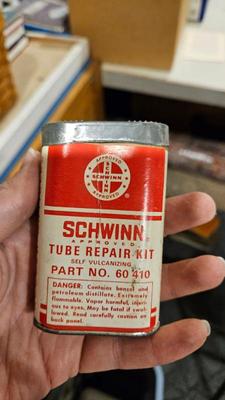 APPROVED
SCHWINN
APPROVED
SCHWINN
APPROVED
TUBE REPAIR KIT
SELF VULCANIZING
PART NO. 60 410
DANGER: Contains benzol and
petroleum distillate. Extremely
flammable. Vapor harmful, injuri-
ous to eyes. May be fatal if swal-
lowed. Read carefully caution on
back panel.